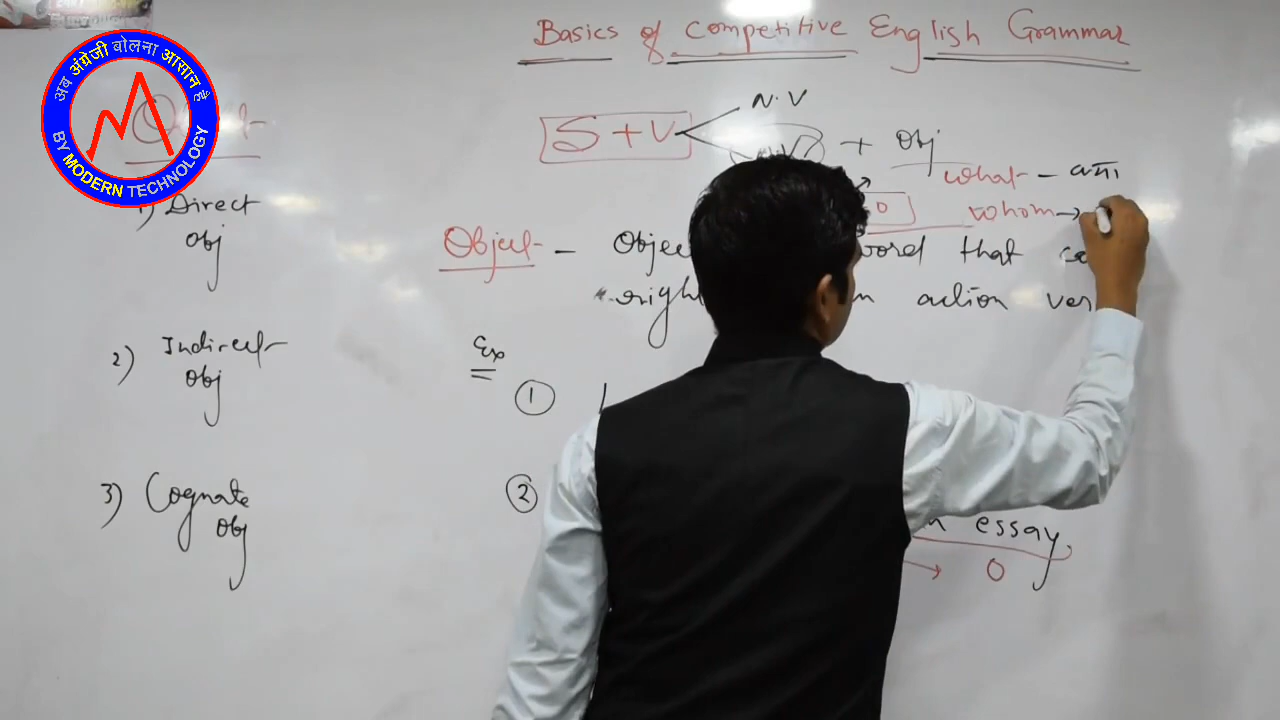 Basics of Competitive English Grammar
अब अंग्रेजी बोलना आसान है
BY MODERN TECHNOLOGY
S + V
N.V
+ Obj
what -
O
whom →
1) Direct
Obj
Object - Objec word that
right n action ver
2) Indirect
Obj
Ex
1
3) Cognate
Obj
2
essay.
→ O